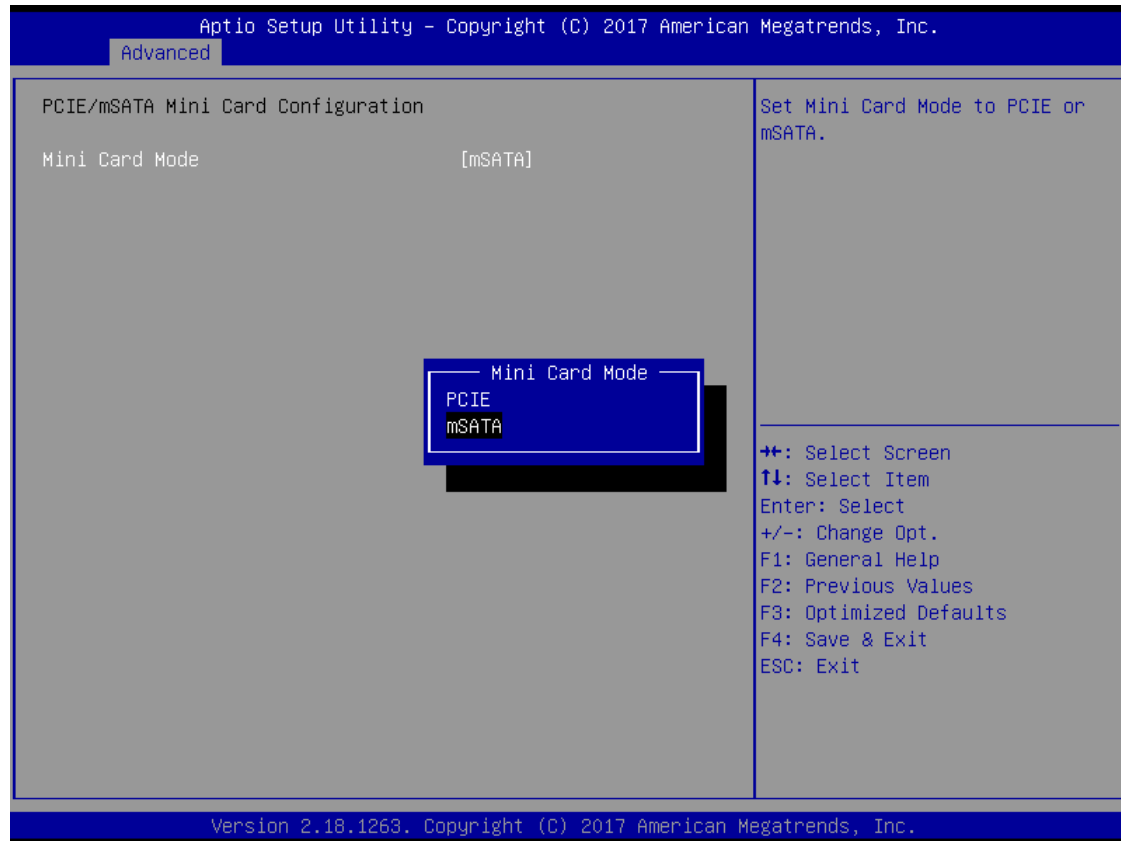 Aptio Setup Utility – Copyright (C) 2017 American Megatrends, Inc.
Advanced
PCIE/mSATA Mini Card Configuration
Mini Card Mode [mSATA]
Set Mini Card Mode to PCIE or
mSATA.
Mini Card Mode
PCIE
mSATA
→←: Select Screen
↑↓: Select Item
Enter: Select
+/-: Change Opt.
F1: General Help
F2: Previous Values
F3: Optimized Defaults
F4: Save & Exit
ESC: Exit
Version 2.18.1263. Copyright (C) 2017 American Megatrends, Inc.